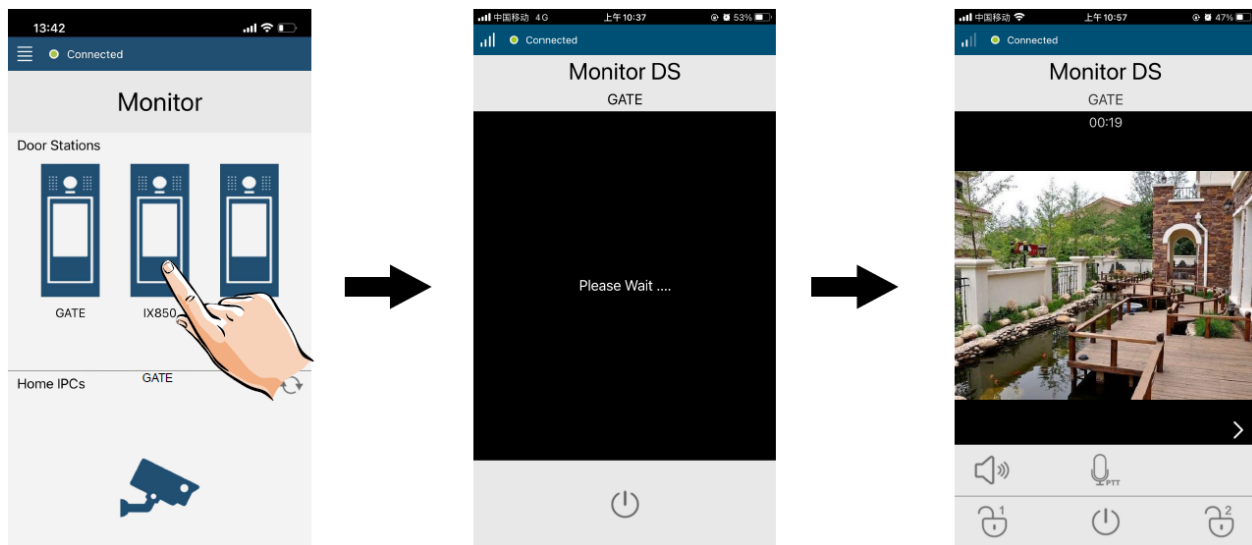 13:42
Connected
Monitor
Door Stations
GATE
IX850
Home IPCs
GATE
中国移动 4G 上午10:37 53%
Connected
Monitor DS
GATE
Please Wait ....
中国移动 上午10:57 47%
Connected
Monitor DS
GATE
00:19
PTT
1
2